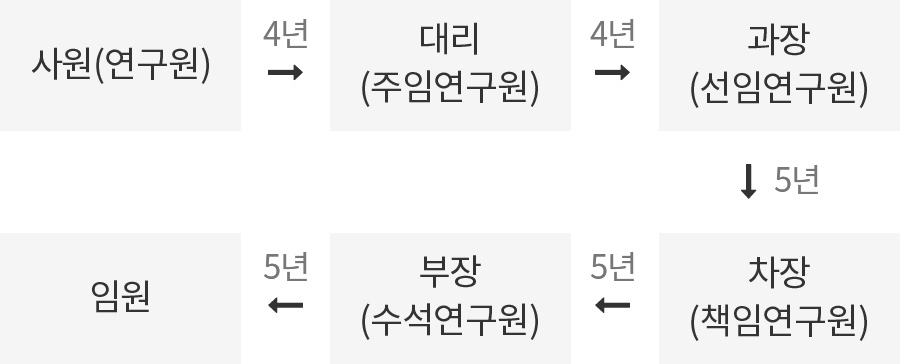 사원(연구원)
4년
대리
(주임연구원)
4년
과장
(선임연구원)
5년
차장
(책임연구원)
5년
부장
(수석연구원)
5년
임원